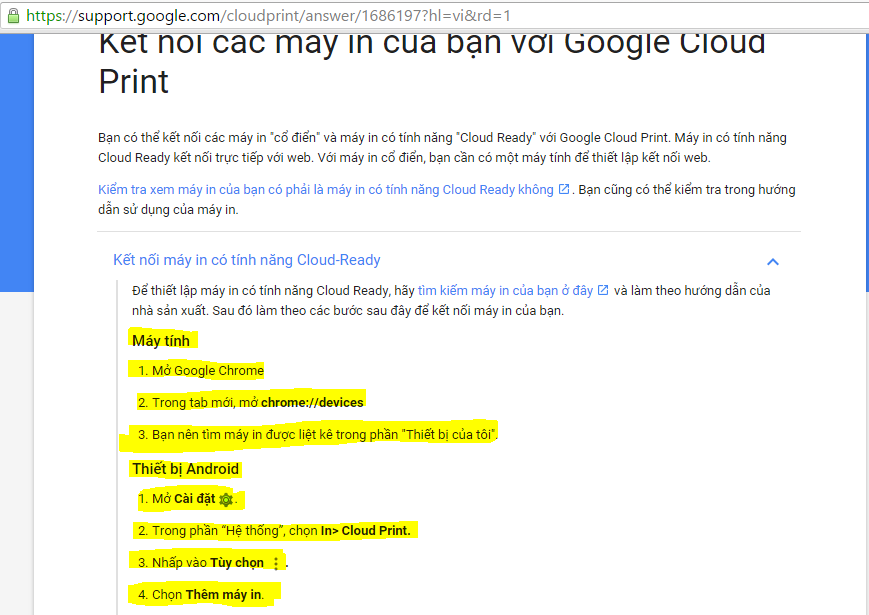 https://support.google.com/cloudprint/answer/1686197?hl=vi&rd=1
Kết nối các máy in của bạn với Google Cloud
Print
Bạn có thể kết nối các máy in "cổ điển" và máy in có tính năng "Cloud Ready" với Google Cloud Print. Máy in có tính năng
Cloud Ready kết nối trực tiếp với web. Với máy in cổ điển, bạn cần có một máy tính để thiết lập kết nối web.
Kiểm tra xem máy in của bạn có phải là máy in có tính năng Cloud Ready không. Bạn cũng có thể kiểm tra trong hướng
dẫn sử dụng của máy in.
Kết nối máy in có tính năng Cloud-Ready
Để thiết lập máy in có tính năng Cloud Ready, hãy tìm kiếm máy in của bạn ở đây và làm theo hướng dẫn của
nhà sản xuất. Sau đó làm theo các bước sau đây để kết nối máy in của bạn.
Máy tính
1. Mở Google Chrome
2. Trong tab mới, mở chrome://devices
3. Bạn nên tìm máy in được liệt kê trong phần "Thiết bị của tôi".
Thiết bị Android
1. Mở Cài đặt .
2. Trong phần “Hệ thống”, chọn In> Cloud Print.
3. Nhấp vào Tùy chọn .
4. Chọn Thêm máy in.